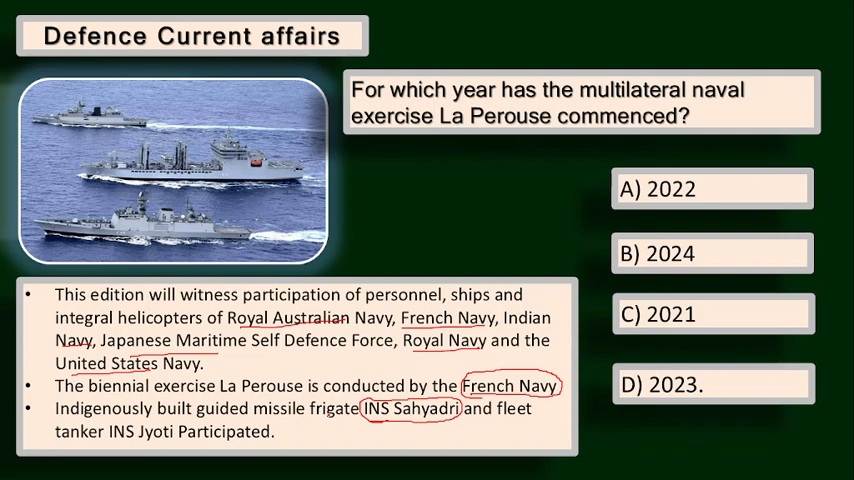 Defence Current affairs
For which year has the multilateral naval
exercise La Perouse commenced?
A) 2022
B) 2024
C) 2021
D) 2023.
• This edition will witness participation of personnel, ships and
integral helicopters of Royal Australian Navy, French Navy, Indian
Navy, Japanese Maritime Self Defence Force, Royal Navy and the
United States Navy.
• The biennial exercise La Perouse is conducted by the French Navy
• Indigenously built guided missile frigate INS Sahyadri and fleet
tanker INS Jyoti Participated.